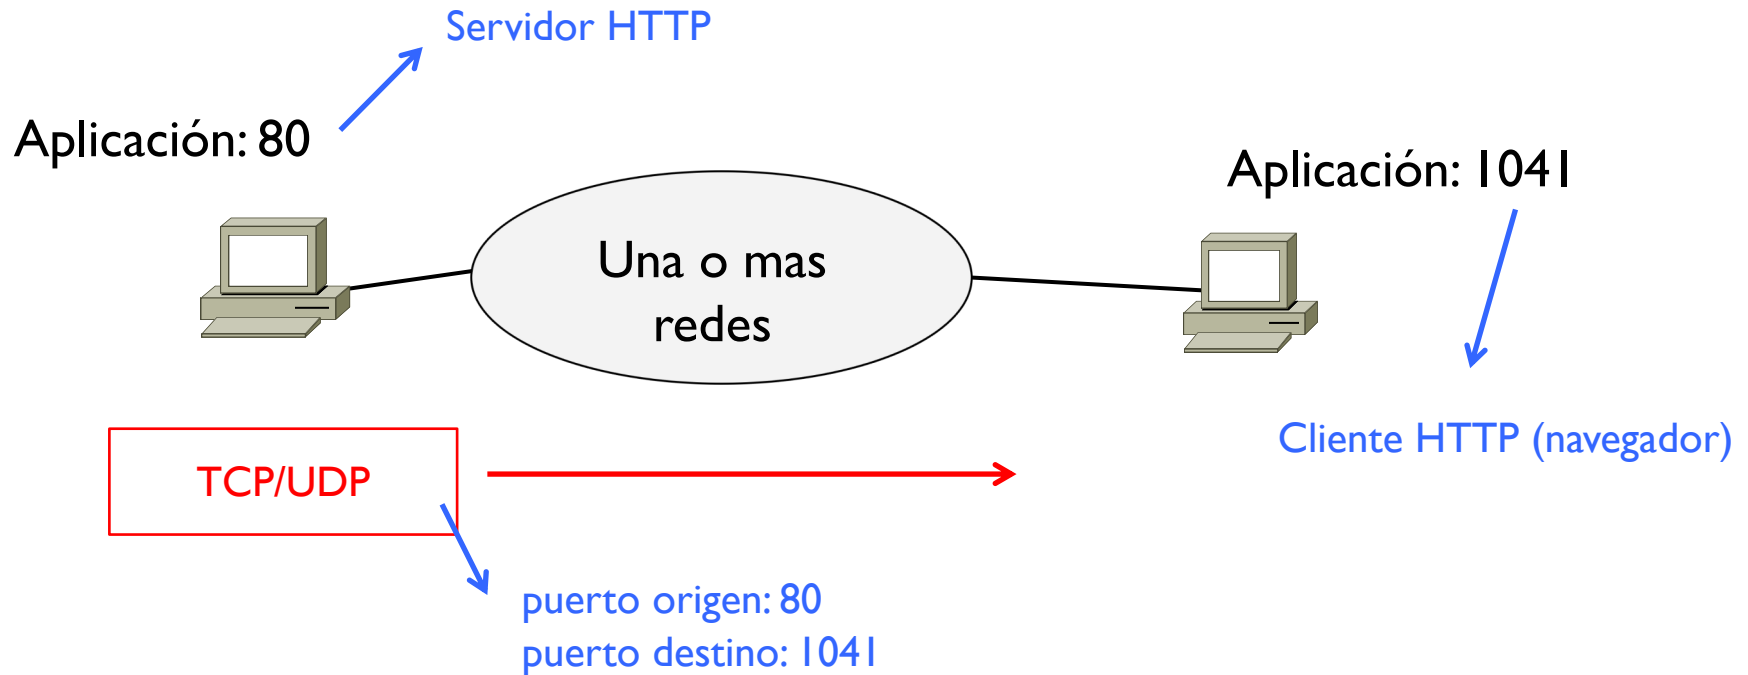 Servidor HTTP
Aplicación: 80
Aplicación: 1041
Una o mas
redes
Cliente HTTP (navegador)
TCP/UDP
puerto origen: 80
puerto destino: 1041